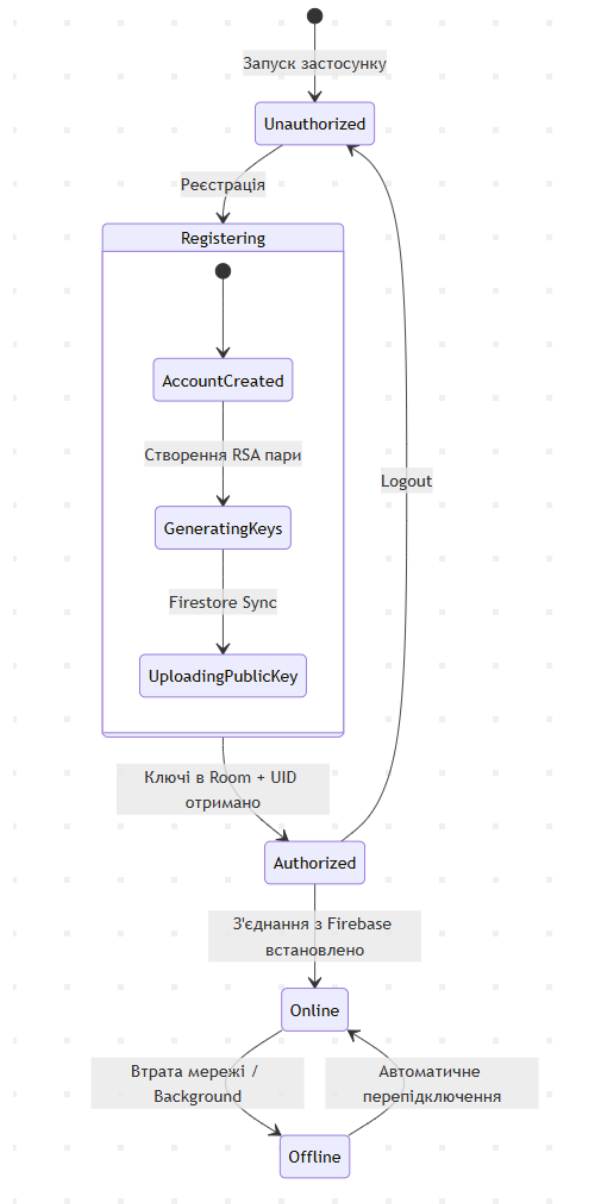 Запуск застосунку
Unauthorized
Реєстрація
Registering
AccountCreated
Створення RSA пари
GeneratingKeys
Logout
Firestore Sync
UploadingPublicKey
Ключі в Room + UID
отримано
Authorized
З'єднання з Firebase
встановлено
Online
Втрата мережі /
Background
Автоматичне
перепідключення
Offline